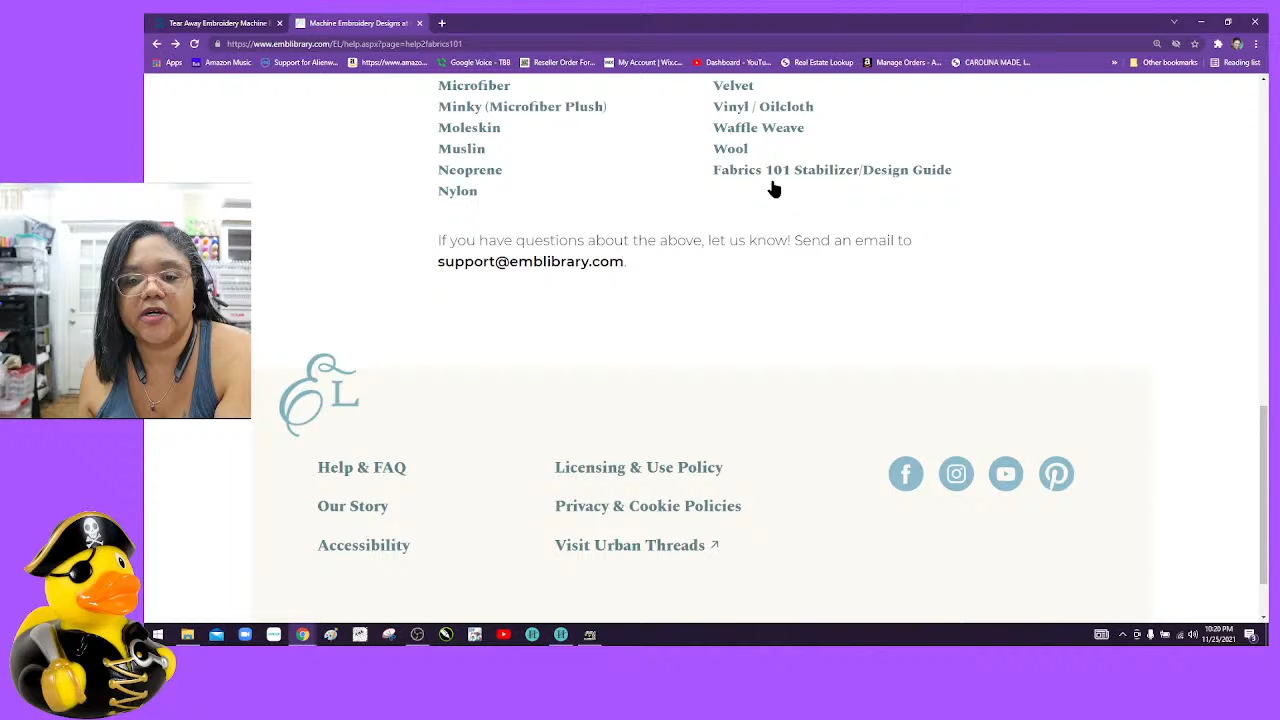 Tear Away Embroidery Machine
Machine Embroidery Designs at
https://www.emblibrary.com/EL/help.aspx?page=help2fabrics101
Apps
Amazon Music
Support for Alienw...
https://www.amazo...
Google Voice - TBB
Reseller Order For...
My Account | Wix.c...
Dashboard - YouTu...
Real Estate Lookup
Manage Orders - A...
CAROLINA MADE, I...
»
Other bookmarks
Reading list
Microfiber
Minky (Microfiber Plush)
Moleskin
Muslin
Neoprene
Nylon
Velvet
Vinyl / Oilcloth
Waffle Weave
Wool
Fabrics 101 Stabilizer/Design Guide
If you have questions about the above, let us know! Send an email to
support@emblibrary.com.
EL
Help & FAQ
Our Story
Accessibility
Licensing & Use Policy
Privacy & Cookie Policies
Visit Urban Threads ↗
10:20 PM
11/25/2021